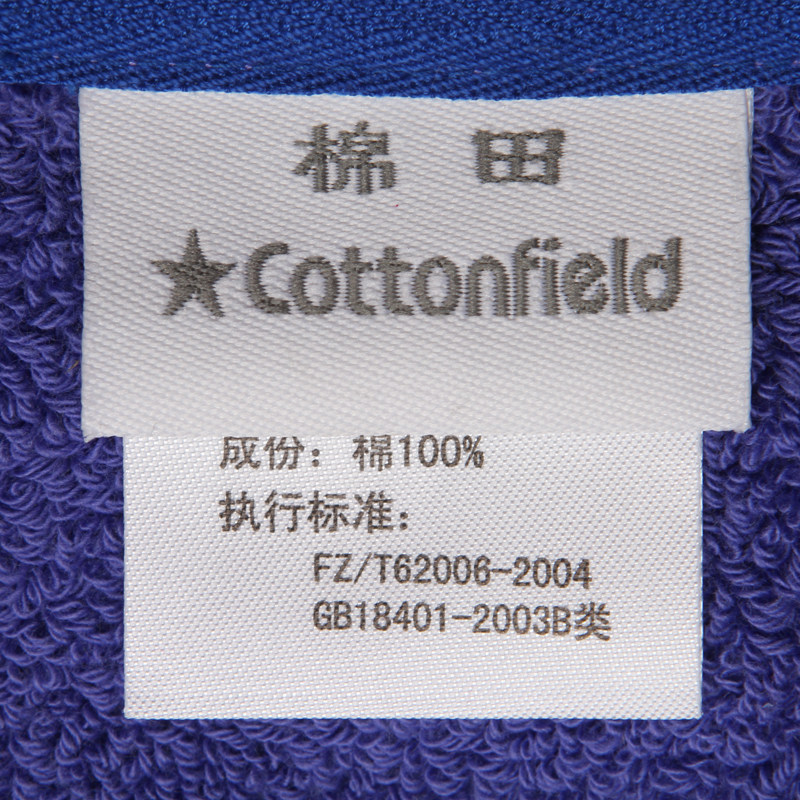 棉田
★Cottonfield
成份：棉100%
执行标准：
FZ/T62006-2004
GB18401-2003B类